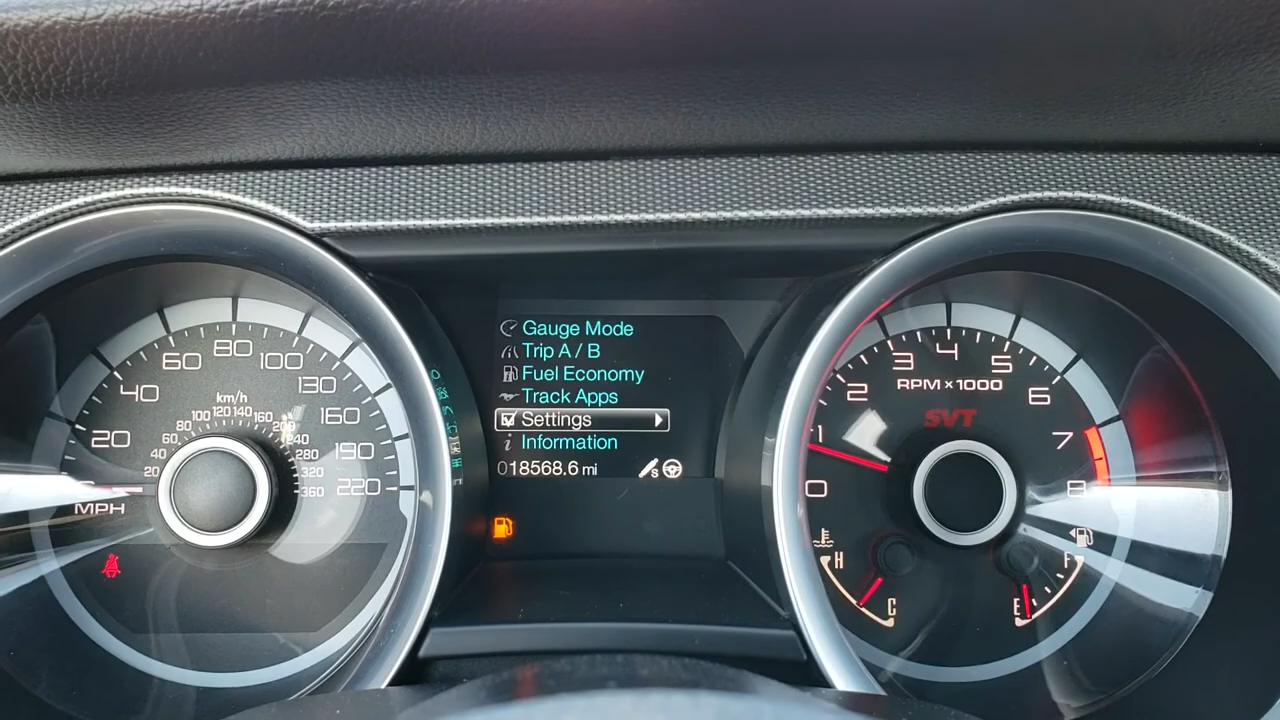 20
40
60
80
100
130
160
190
220
MPH
km/h
20
40
60
80
100
120
140
160
200
240
280
320
360
Gauge Mode
Trip A / B
Fuel Economy
Track Apps
Settings
i Information
018568.6 mi
S
0
1
2
3
4
5
6
7
8
RPM x 1000
SVT
H
C
F
E